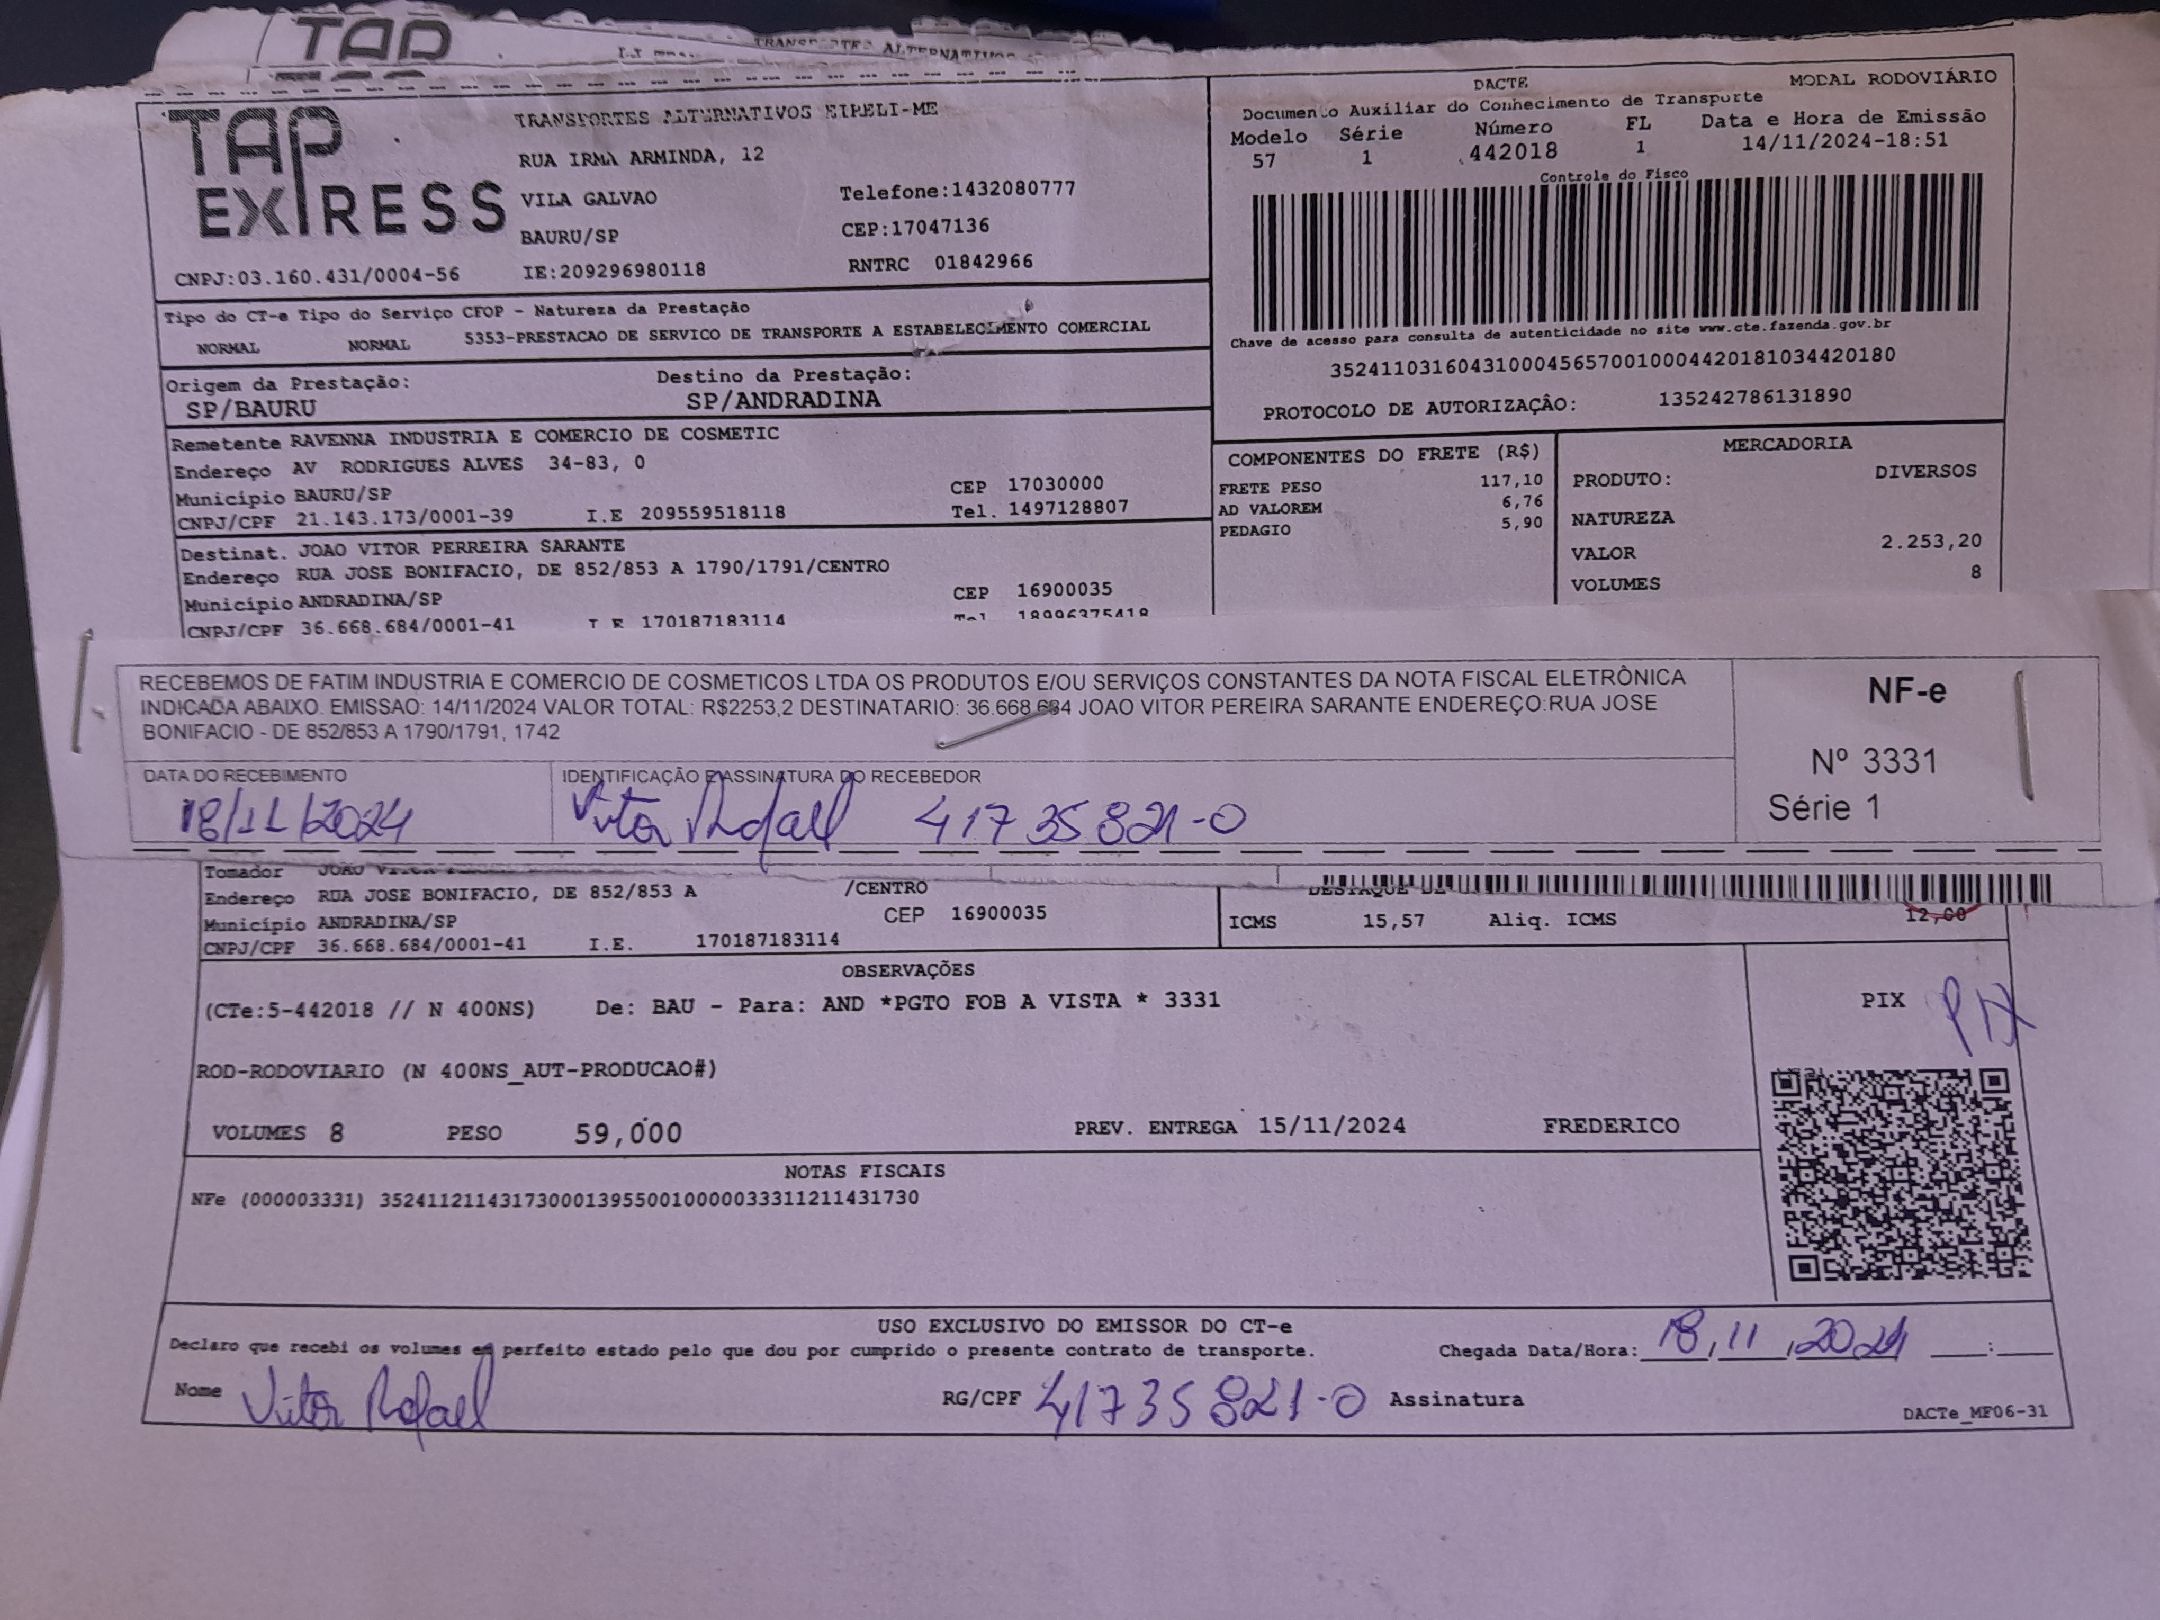 TAP
TRANSPORTES ALTERNATIVOS
TAP EXPRESS
TRANSPORTES ALTERNATIVOS EIRELI-ME
RUA IRMA ARMINDA, 12
VILA GALVAO Telefone:1432080777
BAURU/SP CEP:17047136
CNPJ:03.160.431/0004-56 IE:209296980118 RNTRC 01842966
DACTE MODAL RODOVIÁRIO
Documento Auxiliar do Conhecimento de Transporte
Modelo Série Número FL Data e Hora de Emissão
57 1 442018 1 14/11/2024-18:51
Controle do Fisco
Chave de acesso para consulta de autenticidade no site www.cte.fazenda.gov.br
35241103160431000456570010004420181034420180
PROTOCOLO DE AUTORIZAÇÂO: 135242786131890
Tipo do CT-e Tipo do Serviço CFOP - Natureza da Prestação
NORMAL NORMAL 5353-PRESTACAO DE SERVICO DE TRANSPORTE A ESTABELECIMENTO COMERCIAL
Origem da Prestação: Destino da Prestação:
SP/BAURU SP/ANDRADINA
Remetente RAVENNA INDUSTRIA E COMERCIO DE COSMETIC
Endereço AV RODRIGUES ALVES 34-83, 0
Município BAURU/SP CEP 17030000
CNPJ/CPF 21.143.173/0001-39 I.E 209559518118 Tel. 1497128807
Destinat. JOAO VITOR PERREIRA SARANTE
Endereço RUA JOSE BONIFACIO, DE 852/853 A 1790/1791/CENTRO
Município ANDRADINA/SP CEP 16900035
CNPJ/CPF 36.668.684/0001-41 I E 170187183114 Tel 18996375418
COMPONENTES DO FRETE (R$)
FRETE PESO 117,10
AD VALOREM 6,76
PEDAGIO 5,90
MERCADORIA
PRODUTO: DIVERSOS
NATUREZA
VALOR 2.253,20
VOLUMES 8
RECEBEMOS DE FATIM INDUSTRIA E COMERCIO DE COSMETICOS LTDA OS PRODUTOS E/OU SERVIÇOS CONSTANTES DA NOTA FISCAL ELETRÔNICA
INDICADA ABAIXO. EMISSAO: 14/11/2024 VALOR TOTAL: R$2253,2 DESTINATARIO: 36.668.684 JOAO VITOR PEREIRA SARANTE ENDEREÇO:RUA JOSE
BONIFACIO - DE 852/853 A 1790/1791, 1742
NF-e
Nº 3331
Série 1
DATA DO RECEBIMENTO IDENTIFICAÇÃO E ASSINATURA DO RECEBEDOR
18/11/2024 Vitor Rafael 41735821-0
Tomador JOAO
Endereço RUA JOSE BONIFACIO, DE 852/853 A /CENTRO
Município ANDRADINA/SP CEP 16900035
CNPJ/CPF 36.668.684/0001-41 I.E. 170187183114
ICMS 15,57 Aliq. ICMS 12,00
OBSERVAÇÕES
(CTe:5-442018 // N 400NS) De: BAU - Para: AND *PGTO FOB A VISTA * 3331
ROD-RODOVIARIO (N 400NS_AUT-PRODUCAO#)
VOLUMES 8 PESO 59,000 PREV. ENTREGA 15/11/2024 FREDERICO
PIX PIX
NOTAS FISCAIS
NFe (000003331) 35241121143173000139550010000033311211431730
USO EXCLUSIVO DO EMISSOR DO CT-e
Declaro que recebi os volumes em perfeito estado pelo que dou por cumprido o presente contrato de transporte. Chegada Data/Hora: 18,11,2024 :
Nome Vitor Rafael RG/CPF 41735821-0 Assinatura
DACTe_MF06-31